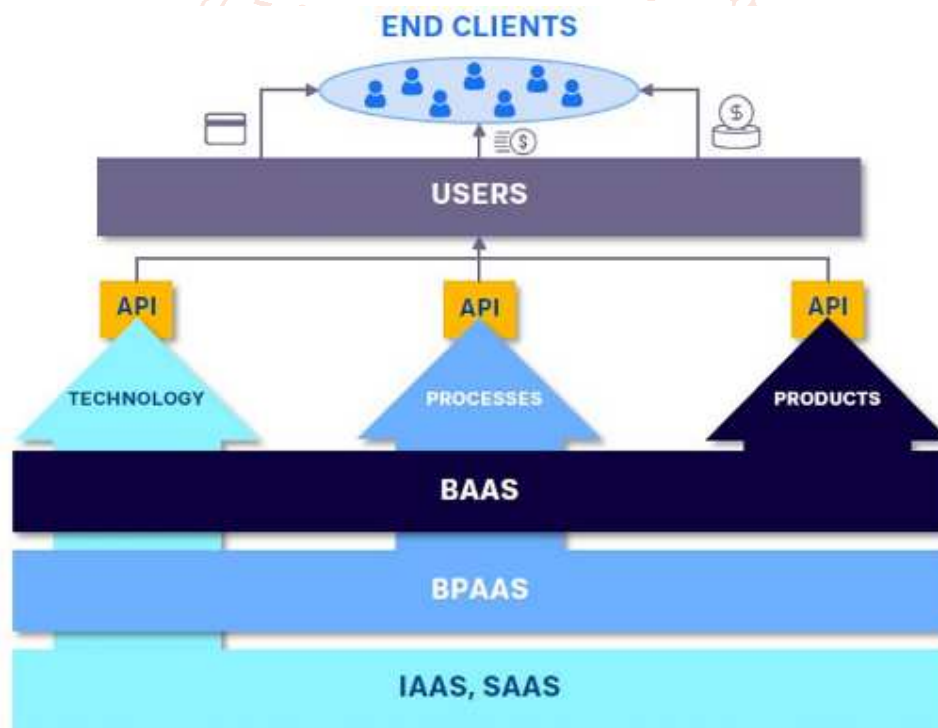 END CLIENTS
USERS
API
API
API
TECHNOLOGY
PROCESSES
PRODUCTS
BAAS
BPAAS
IAAS, SAAS